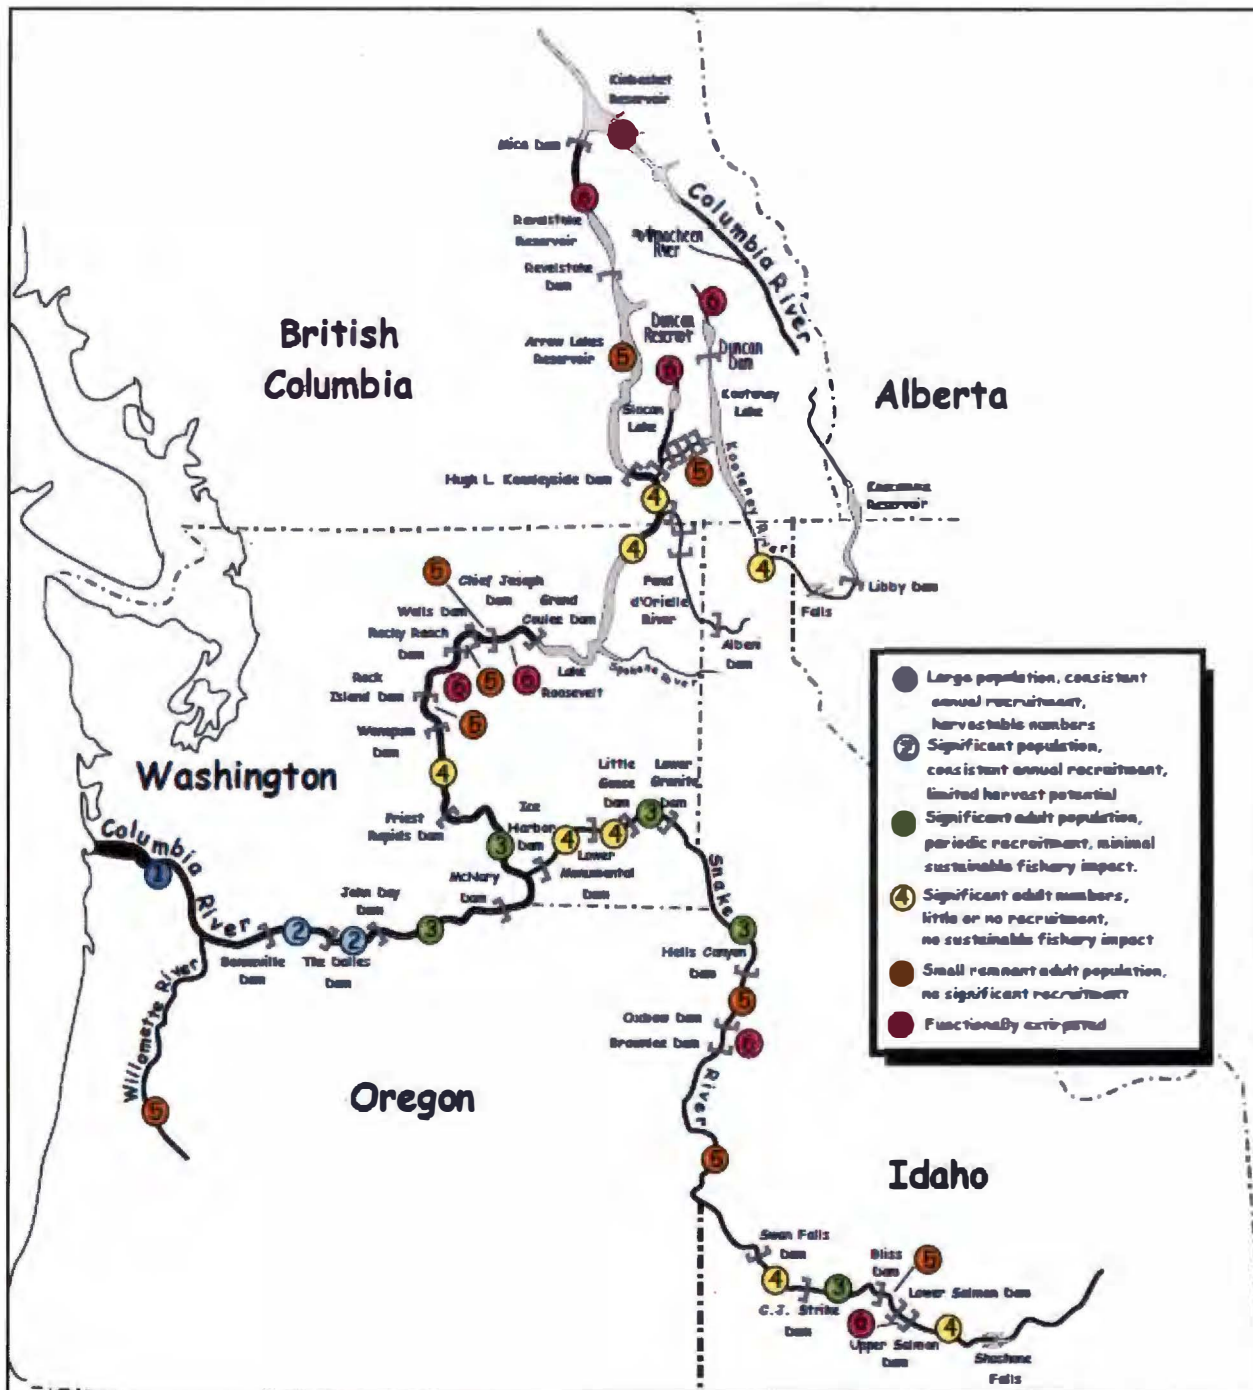 Kinbasket
Reservoir
Mica Dam
6
Revelstoke
Reservoir
River
Columbia River
Revelstoke
Dam
6
Duncan
Reservoir
Duncan
Dam
British
Columbia
Arrow Lakes
Reservoir
5
6
Alberta
Slocan
Lake
Kootenay
Lake
Hugh L. Keenleyside Dam
5
Kootenay River
4
Reservoir
4
4
Falls
Libby Dam
5
Chief Joseph
Dam
Grand
Coulee Dam
Pend
d'Orielle
River
Albeni
Dam
Wells Dam
Rocky Reach
Dam
Rock
Island Dam
6
5
6
Lake
Roosevelt
Spokane River
5
Wanapum
Dam
Washington
4
Priest
Rapids Dam
Ice
Harbor
Dam
Little
Goose
Dam
Lower
Granite
Dam
3
4
4
3
Lower
Monumental
Dam
McNary
Dam
Columbia River
1
John Day
Dam
2
2
3
Bonneville
Dam
The Dalles
Dam
Willamette River
5
Oregon
Snake
River
3
Hells Canyon
Dam
5
Oxbow Dam
Brownlee Dam
6
5
Idaho
Swan Falls
Dam
4
C.J. Strike
Dam
3
Bliss
Dam
5
Lower Salmon Dam
6
Upper Salmon
Dam
4
Shoshone
Falls
Large population, consistent
annual recruitment,
harvestable numbers
2 Significant population,
consistent annual recruitment,
limited harvest potential
Significant adult population,
periodic recruitment, minimal
sustainable fishery impact.
4 Significant adult numbers,
little or no recruitment,
no sustainable fishery impact
Small remnant adult population,
no significant recruitment
Functionally extirpated